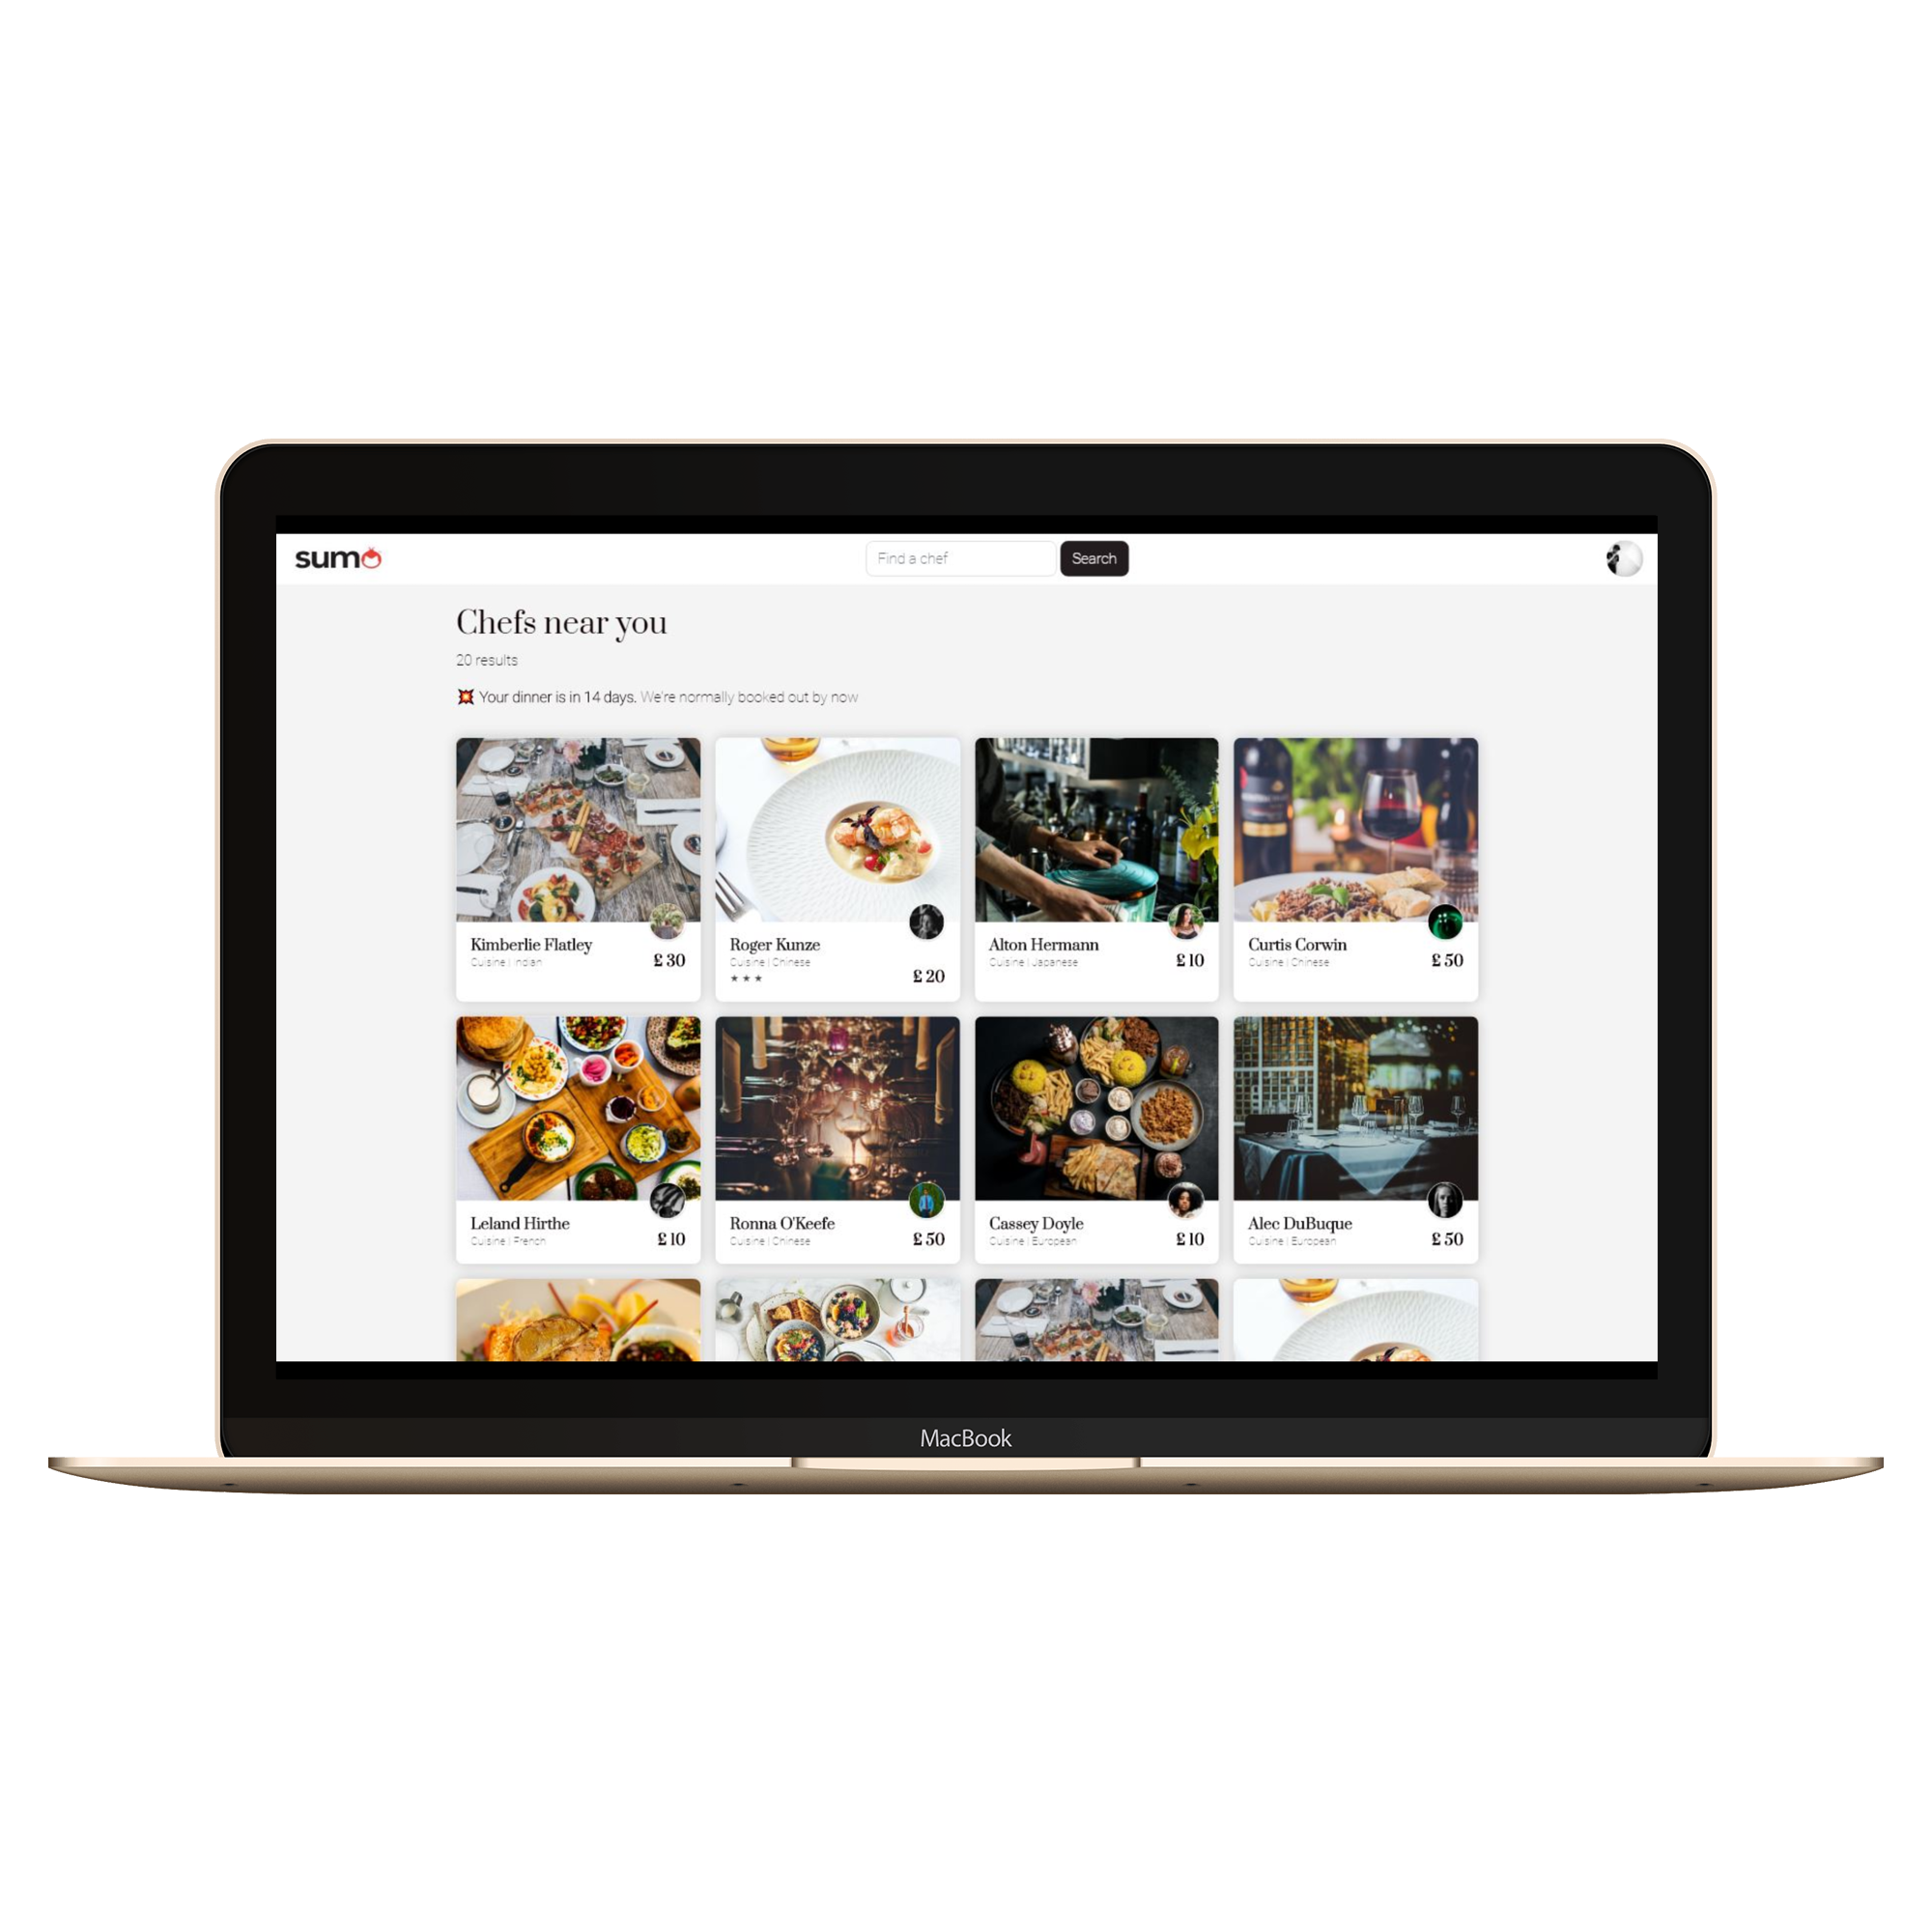 sumo
Find a chef
Search
Chefs near you
20 results
💥 Your dinner is in 14 days. We're normally booked out by now
Kimberlie Flatley
Cuisine | Indian
£ 30
Roger Kunze
Cuisine | Chinese
★ ★ ★
£ 20
Alton Hermann
Cuisine | Japanese
£ 10
Curtis Corwin
Cuisine | Chinese
£ 50
Leland Hirthe
Cuisine | French
£ 10
Ronna O'Keefe
Cuisine | Chinese
£ 50
Cassey Doyle
Cuisine | European
£ 10
Alec DuBuque
Cuisine | European
£ 50
MacBook